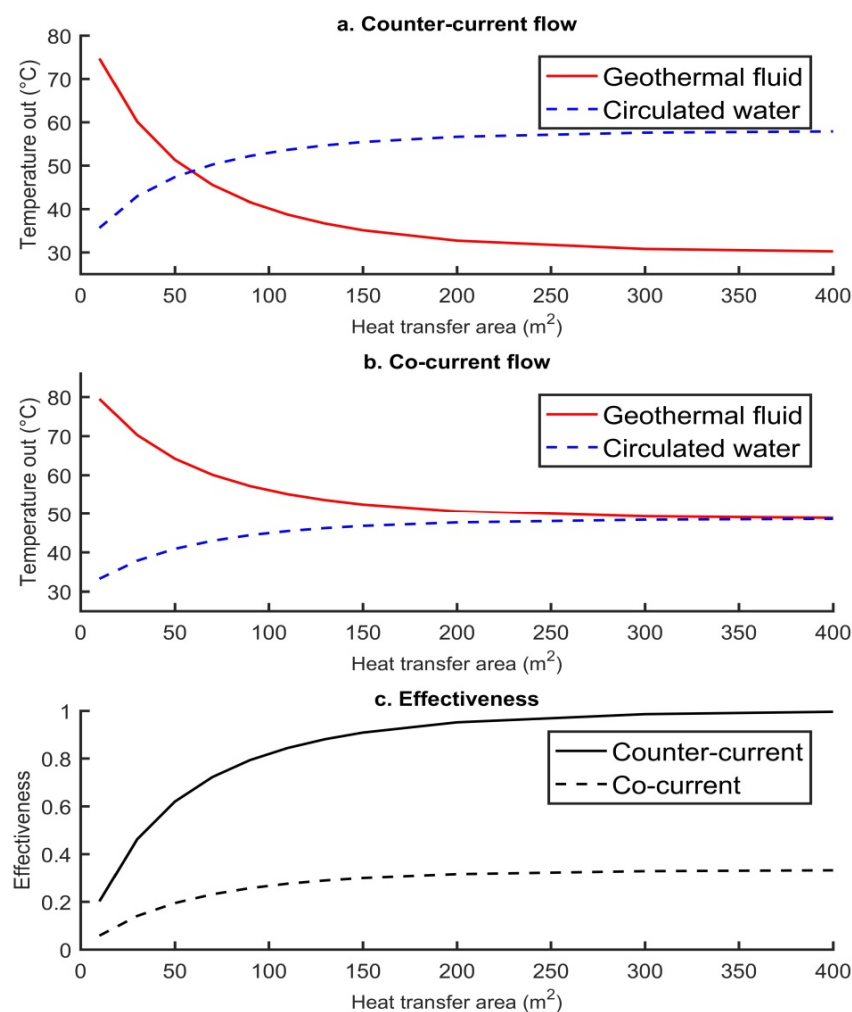 a. Counter-current flow
Temperature out (°C)
80
70
60
50
40
30
Geothermal fluid
Circulated water
0 50 100 150 200 250 300 350 400
Heat transfer area (m²)
b. Co-current flow
Temperature out (°C)
80
70
60
50
40
30
Geothermal fluid
Circulated water
0 50 100 150 200 250 300 350 400
Heat transfer area (m²)
c. Effectiveness
Effectiveness
1
0.8
0.6
0.4
0.2
0
Counter-current
Co-current
0 50 100 150 200 250 300 350 400
Heat transfer area (m²)